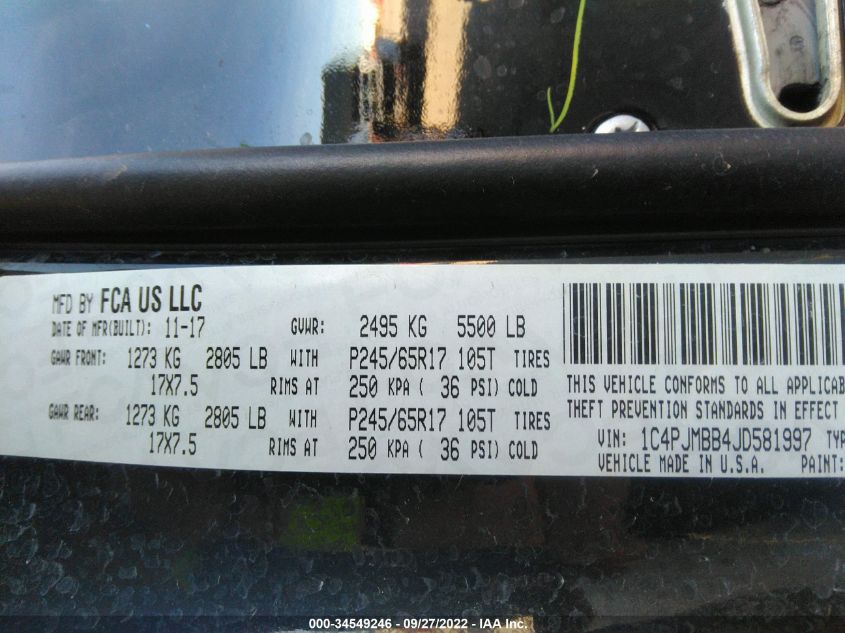 MFD BY FCA US LLC
DATE OF MFR(BUILT): 11-17 GVWR: 2495 KG 5500 LB
GAWR FRONT: 1273 KG 2805 LB WITH P245/65R17 105T TIRES
17X7.5 RIMS AT 250 KPA ( 36 PSI) COLD
GAWR REAR: 1273 KG 2805 LB WITH P245/65R17 105T TIRES
17X7.5 RIMS AT 250 KPA ( 36 PSI) COLD
THIS VEHICLE CONFORMS TO ALL APPLICAB
THEFT PREVENTION STANDARDS IN EFFECT
VIN: 1C4PJMBB4JD581997 TYP
VEHICLE MADE IN U.S.A. PAINT:
000-34549246 - 09/27/2022 - IAA Inc.